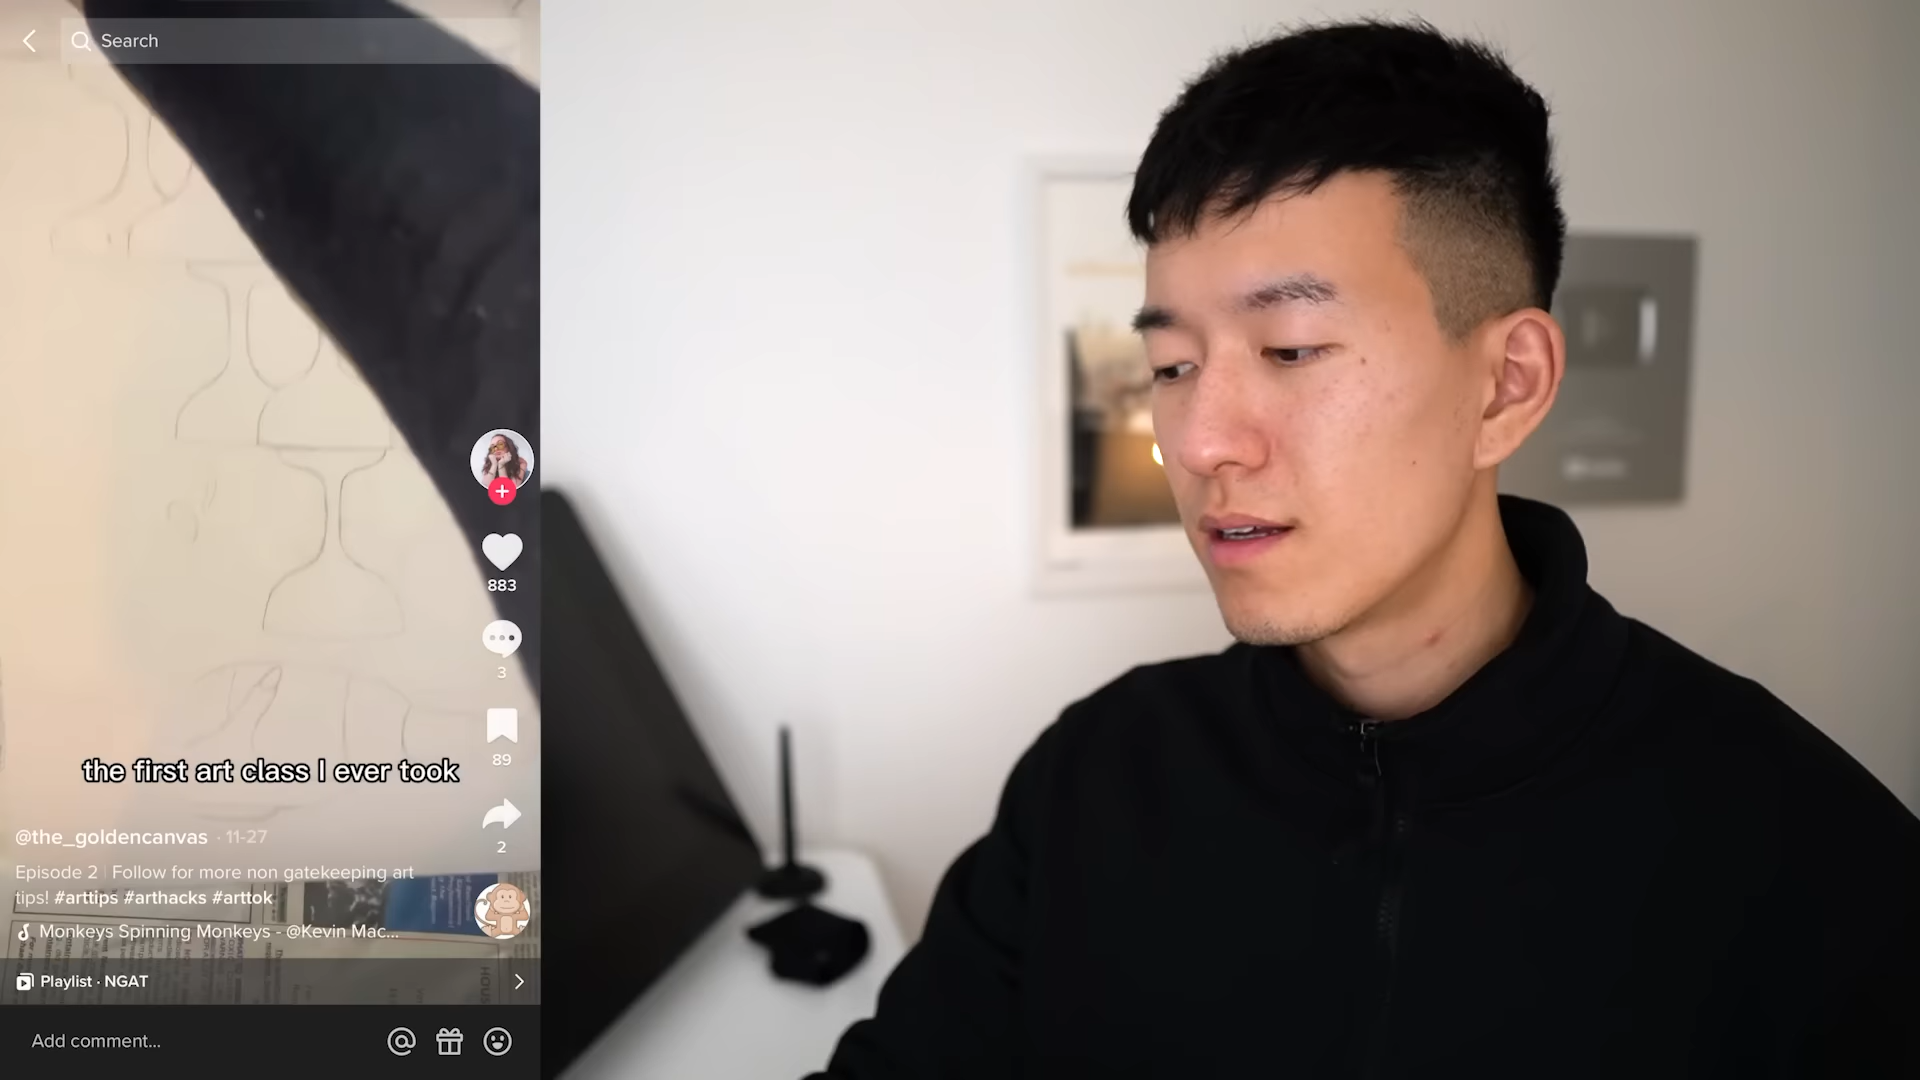 Search
883
3
89
the first art class I ever took
2
@the_goldencanvas · 11-27
Episode 2 | Follow for more non gatekeeping art
tips! #arttips #arthacks #arttok
Monkeys Spinning Monkeys - @Kevin Mac...
Playlist · NGAT
HOUS
Add comment...